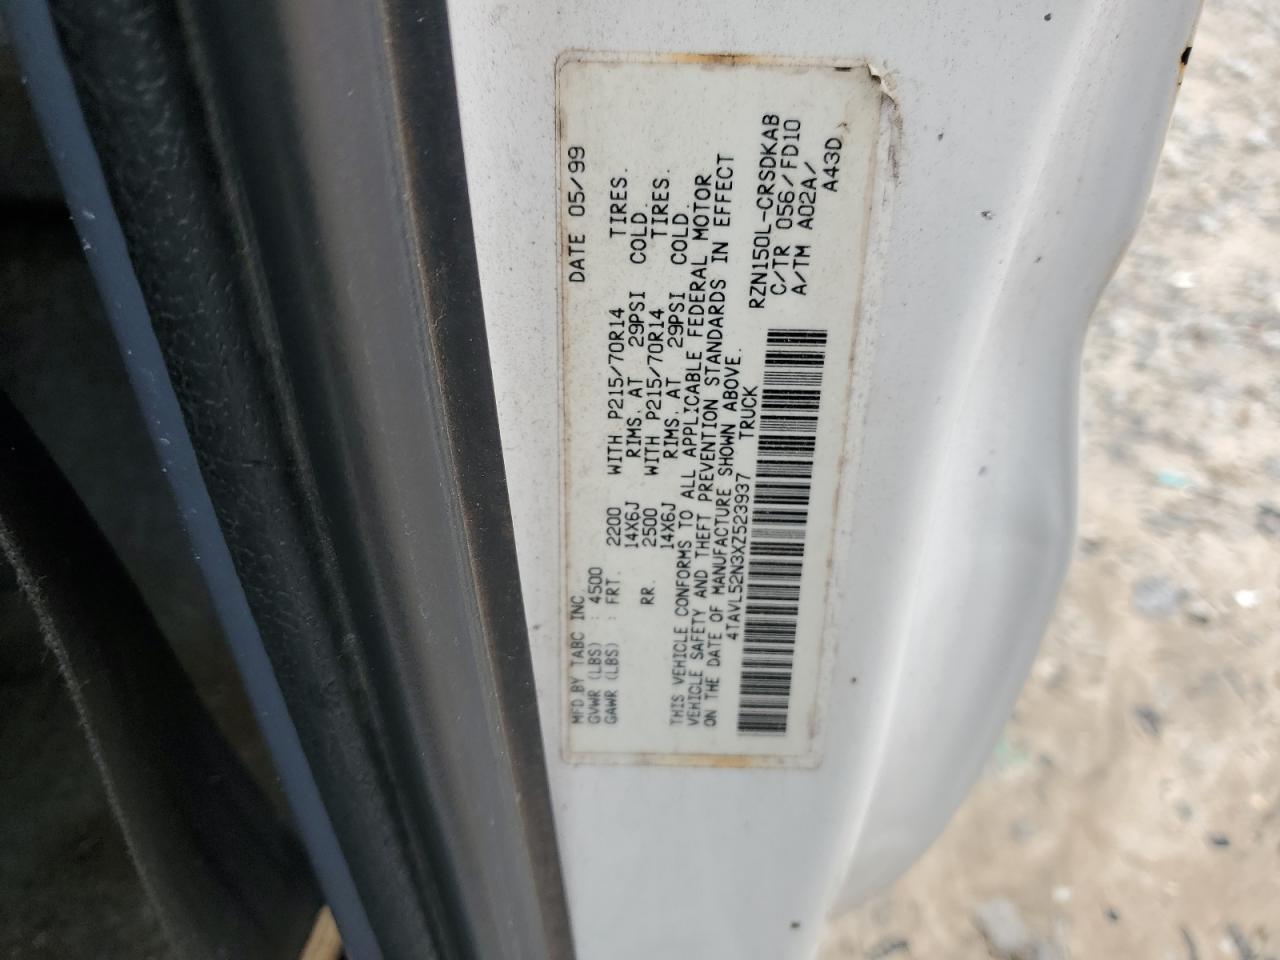 DATE 05/99
MFD.BY TABC INC.
GVWR (LBS) : 4500
GAWR (LBS) : FRT. 2200 WITH P215/70R14 TIRES.
14X6J RIMS. AT 29PSI COLD.
RR. 2500 WITH P215/70R14 TIRES.
14X6J RIMS. AT 29PSI COLD.
THIS VEHICLE CONFORMS TO ALL APPLICABLE FEDERAL MOTOR
VEHICLE SAFETY AND THEFT PREVENTION STANDARDS IN EFFECT
ON THE DATE OF MANUFACTURE SHOWN ABOVE.
4TAVL52N3XZ523937 TRUCK
RZN150L-CRSDKAB
C/TR 056/FD10
A/TM A02A/
A43D